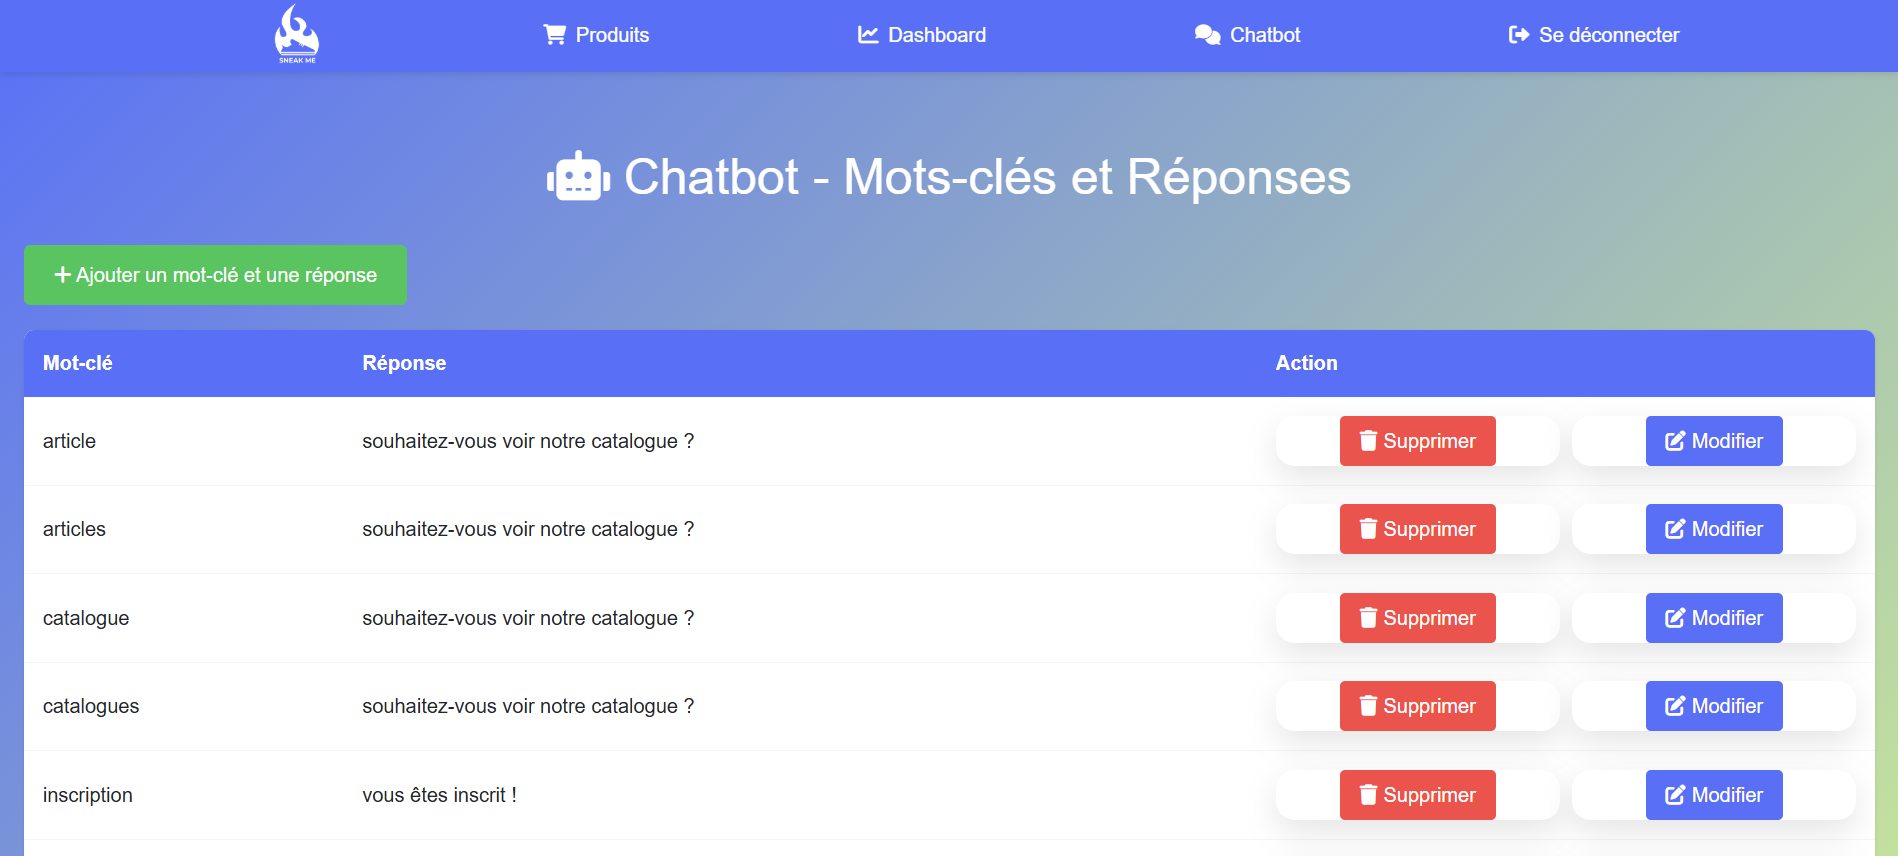 SNEAK ME
Produits
Dashboard
Chatbot
Se déconnecter
Chatbot - Mots-clés et Réponses
Ajouter un mot-clé et une réponse
Mot-clé Réponse Action
article souhaitez-vous voir notre catalogue ? Supprimer Modifier
articles souhaitez-vous voir notre catalogue ? Supprimer Modifier
catalogue souhaitez-vous voir notre catalogue ? Supprimer Modifier
catalogues souhaitez-vous voir notre catalogue ? Supprimer Modifier
inscription vous êtes inscrit ! Supprimer Modifier